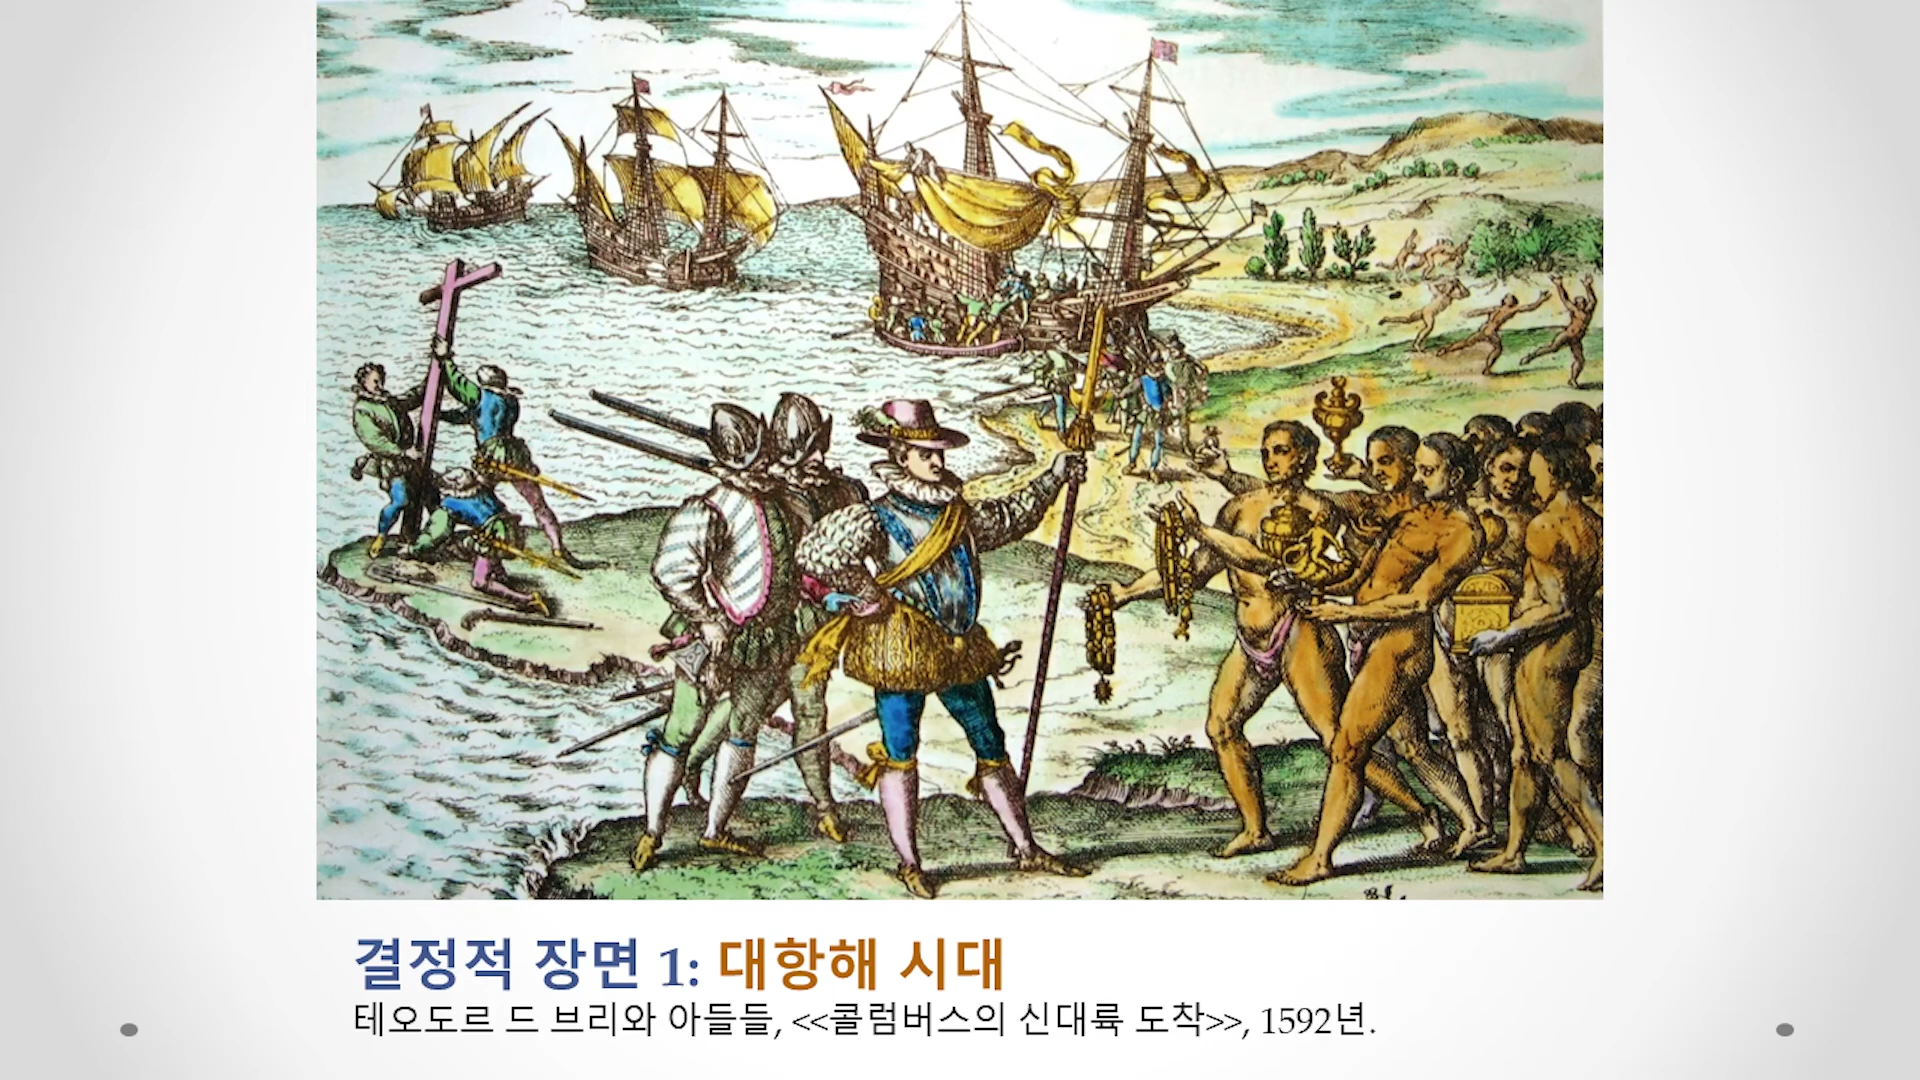 결정적 장면 1: 대항해 시대
테오도르 드 브리와 아들들, <<콜럼버스의 신대륙 도착>>, 1592년.